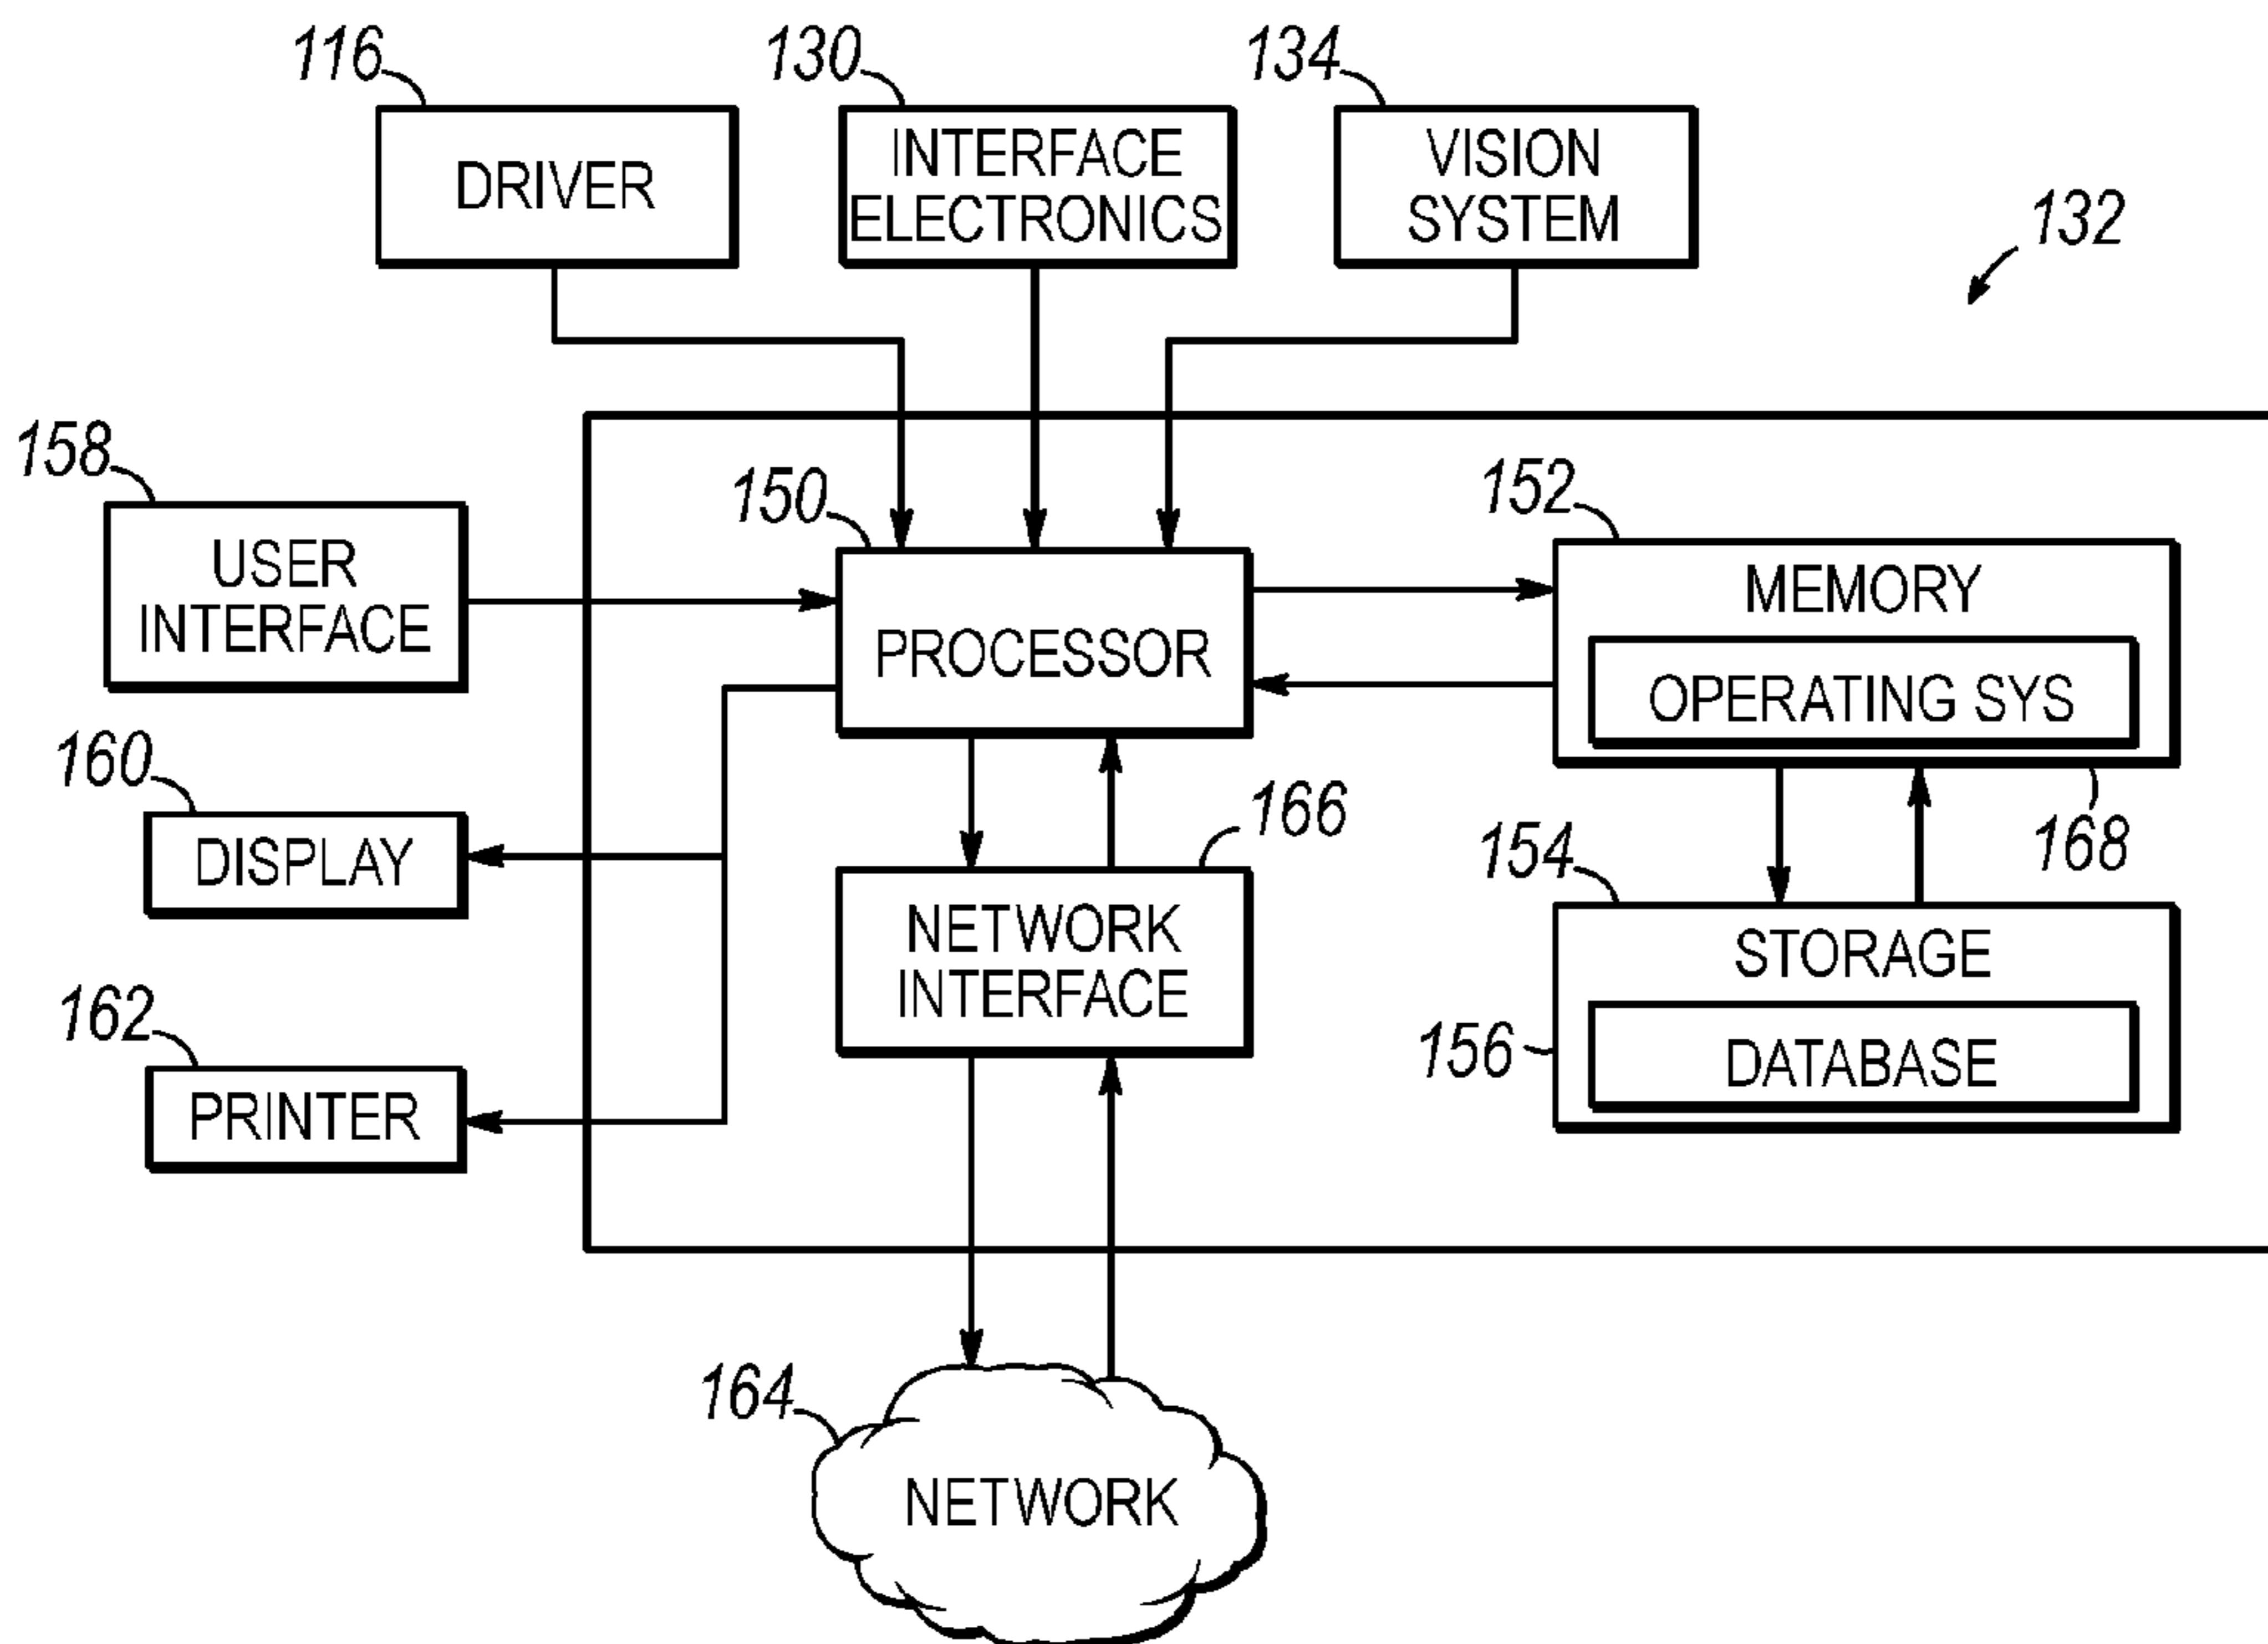 116
130
134
DRIVER
INTERFACE
ELECTRONICS
VISION
SYSTEM
132
158
150
152
USER
INTERFACE
PROCESSOR
MEMORY
OPERATING SYS
160
166
154
168
DISPLAY
NETWORK
INTERFACE
STORAGE
162
156
DATABASE
PRINTER
164
NETWORK